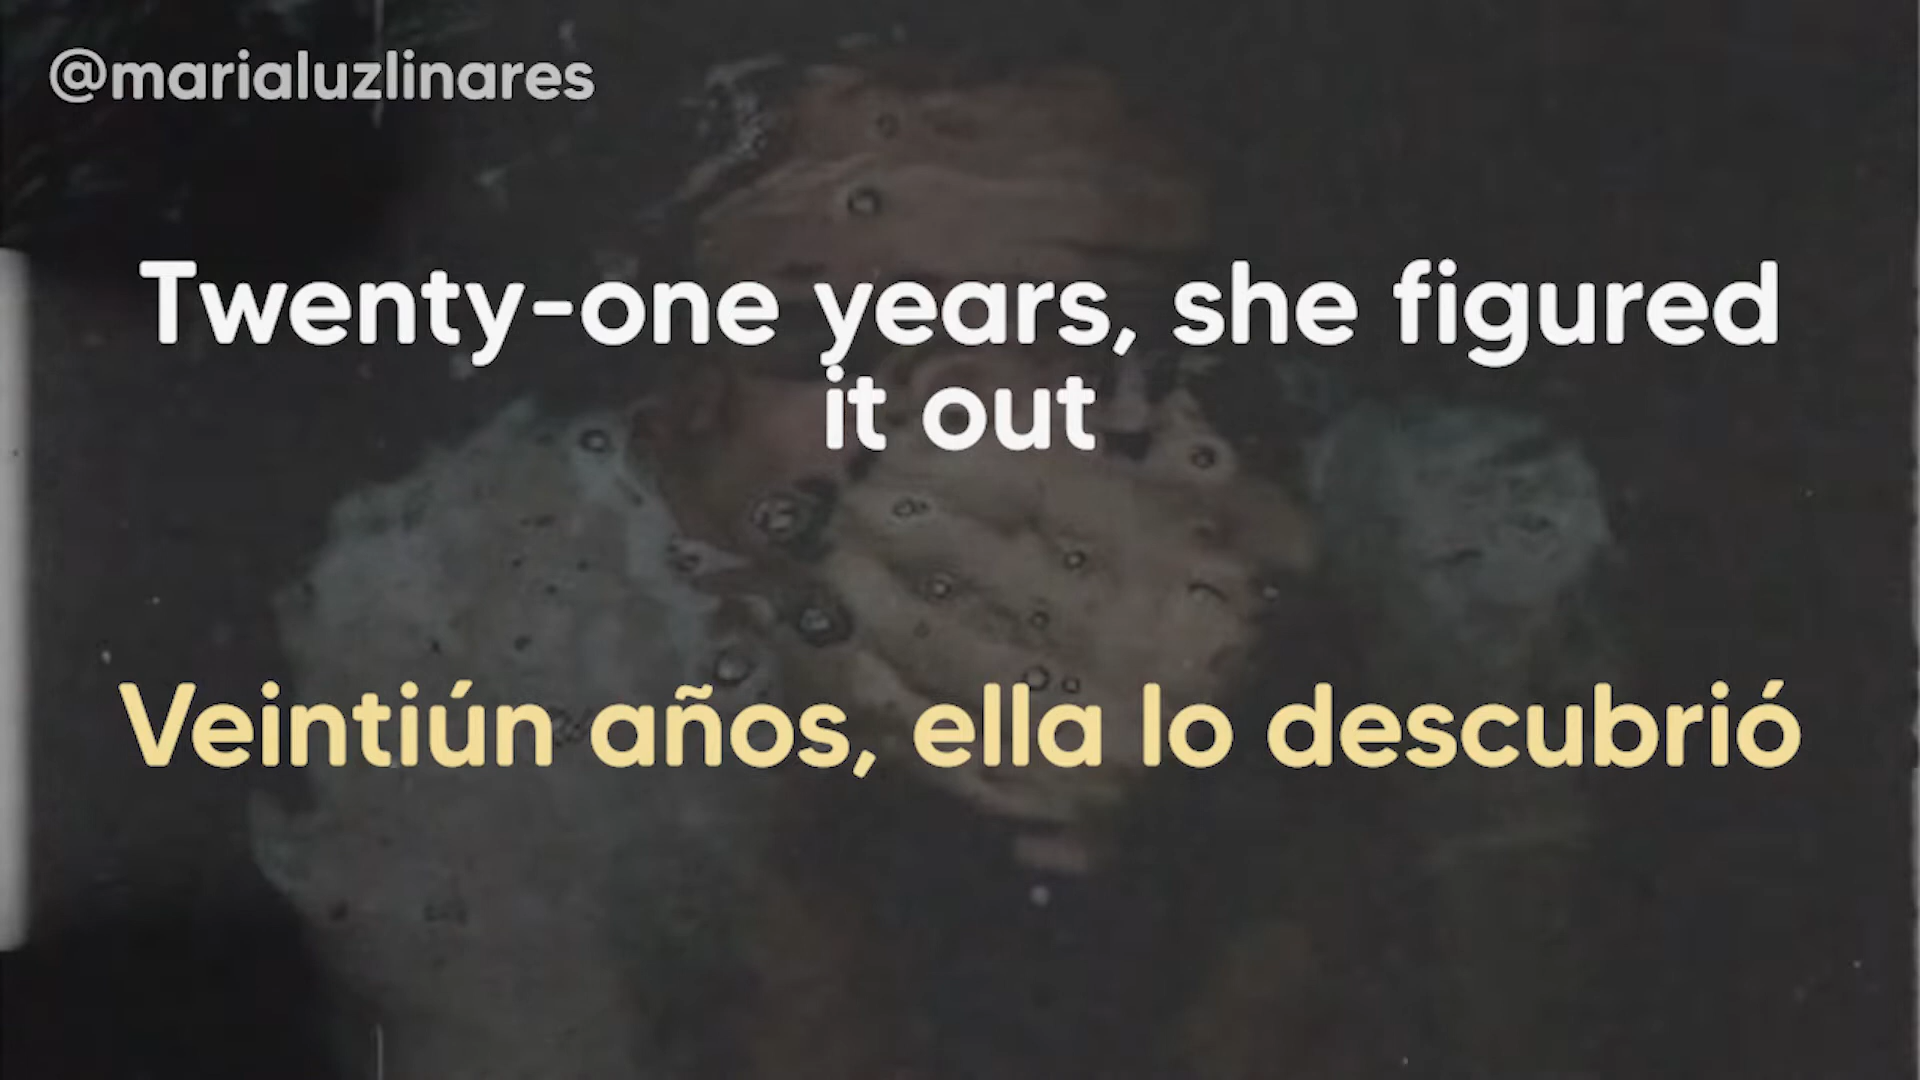 @marialuzlinares
Twenty-one years, she figured
it out
Veintiún años, ella lo descubrió